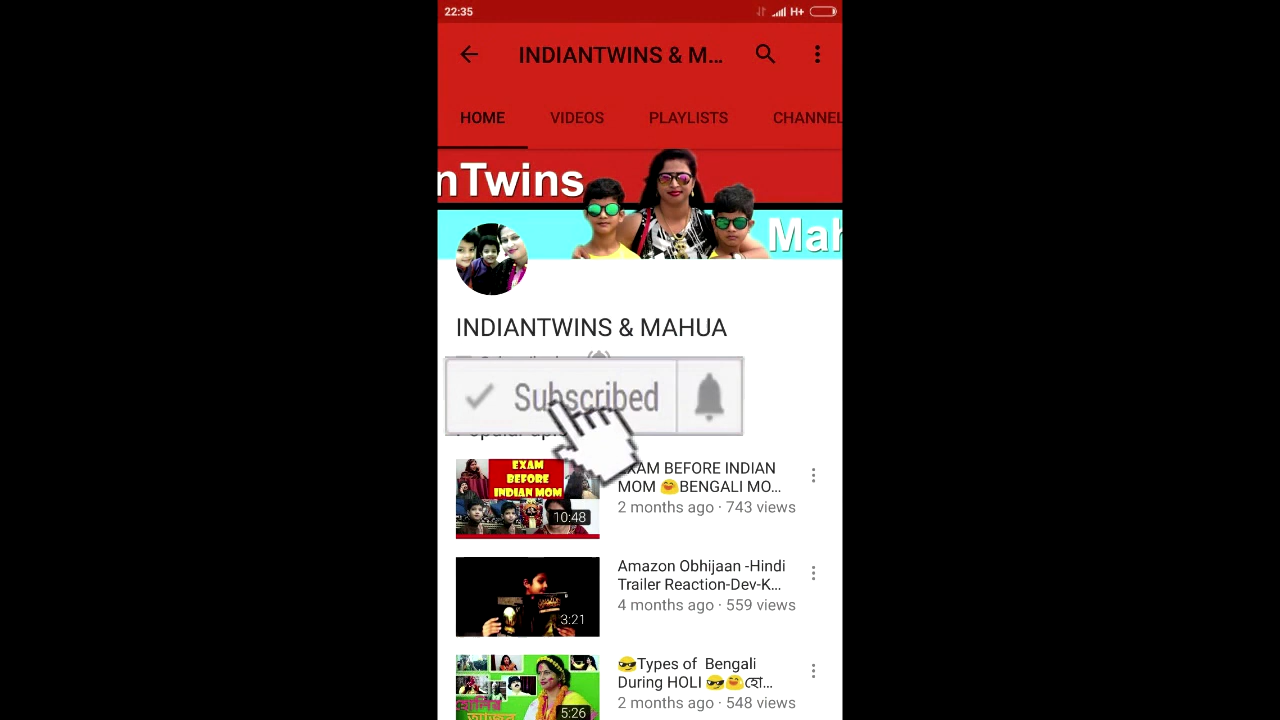 22:35
H+
INDIANTWINS & M...
HOME VIDEOS PLAYLISTS CHANNEL
nTwins
Mah
INDIANTWINS & MAHUA
Subscribed
EXAM
BEFORE
INDIAN MOM
10:48
EXAM BEFORE INDIAN
MOM 😄BENGALI MO...
2 months ago · 743 views
3:21
Amazon Obhijaan -Hindi
Trailer Reaction-Dev-K...
4 months ago · 559 views
5:26
😎Types of Bengali
During HOLI 😎😄হো...
2 months ago · 548 views